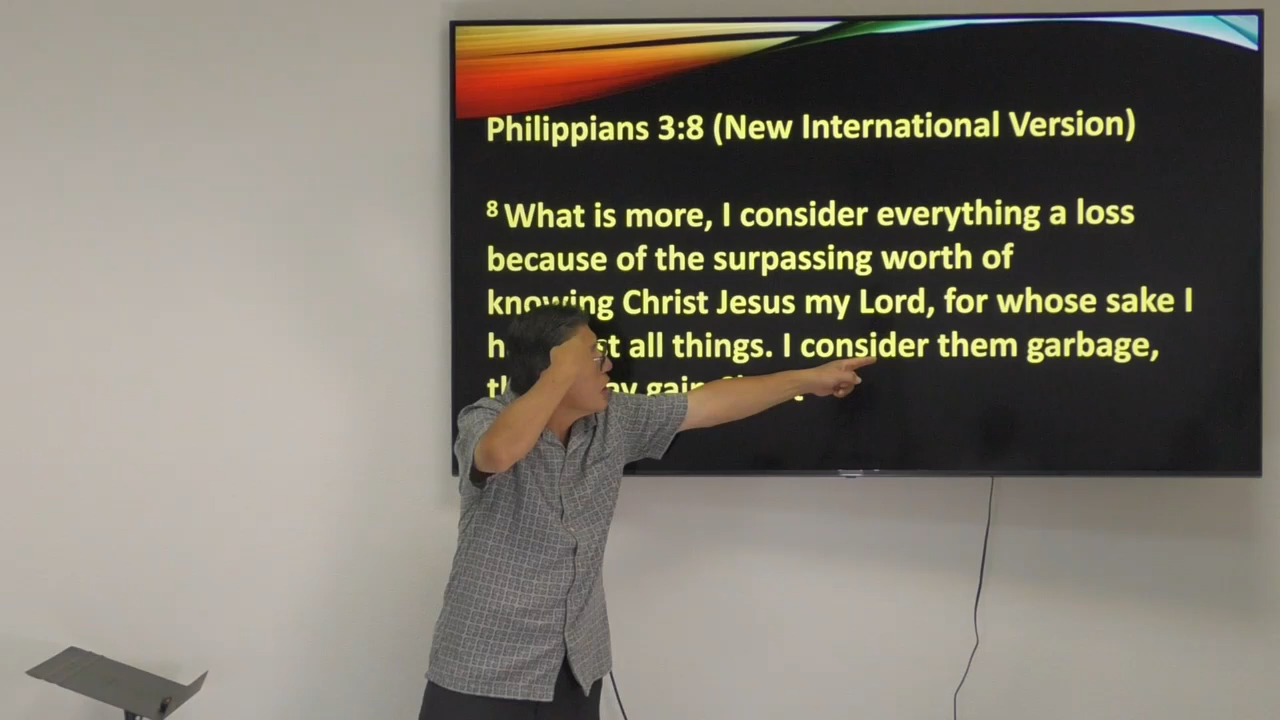 Philippians 3:8 (New International Version)
8 What is more, I consider everything a loss
because of the surpassing worth of
knowing Christ Jesus my Lord, for whose sake I
all things. I consider them garbage,
gain